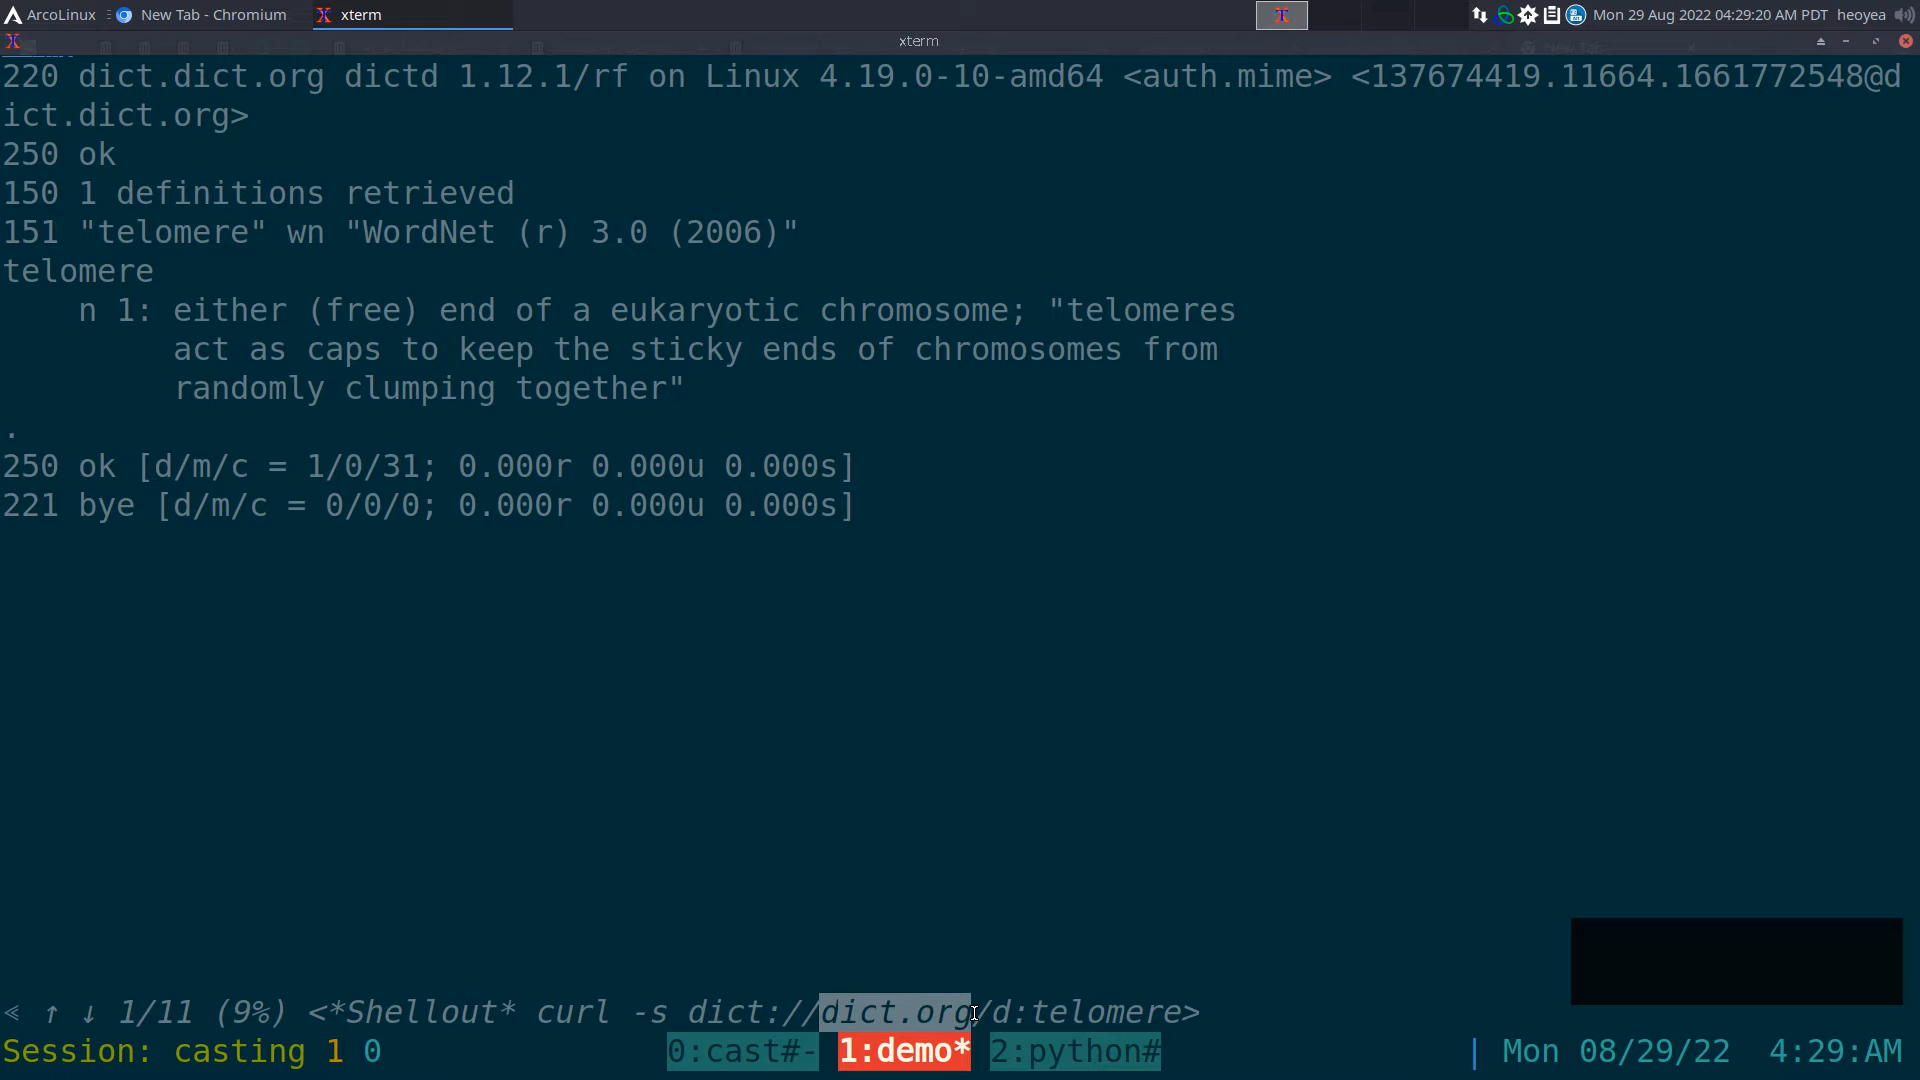 ArcoLinux New Tab - Chromium xterm Mon 29 Aug 2022 04:29:20 AM PDT heoyea
xterm
220 dict.dict.org dictd 1.12.1/rf on Linux 4.19.0-10-amd64 <auth.mime> <137674419.11664.1661772548@d
ict.dict.org>
250 ok
150 1 definitions retrieved
151 "telomere" wn "WordNet (r) 3.0 (2006)"
telomere
n 1: either (free) end of a eukaryotic chromosome; "telomeres
act as caps to keep the sticky ends of chromosomes from
randomly clumping together"
.
250 ok [d/m/c = 1/0/31; 0.000r 0.000u 0.000s]
221 bye [d/m/c = 0/0/0; 0.000r 0.000u 0.000s]
⪡ ↑ ↓ 1/11 (9%) <*Shellout* curl -s dict://dict.org/d:telomere>
Session: casting 1 0 0:cast#- 1:demo* 2:python# | Mon 08/29/22 4:29:AM